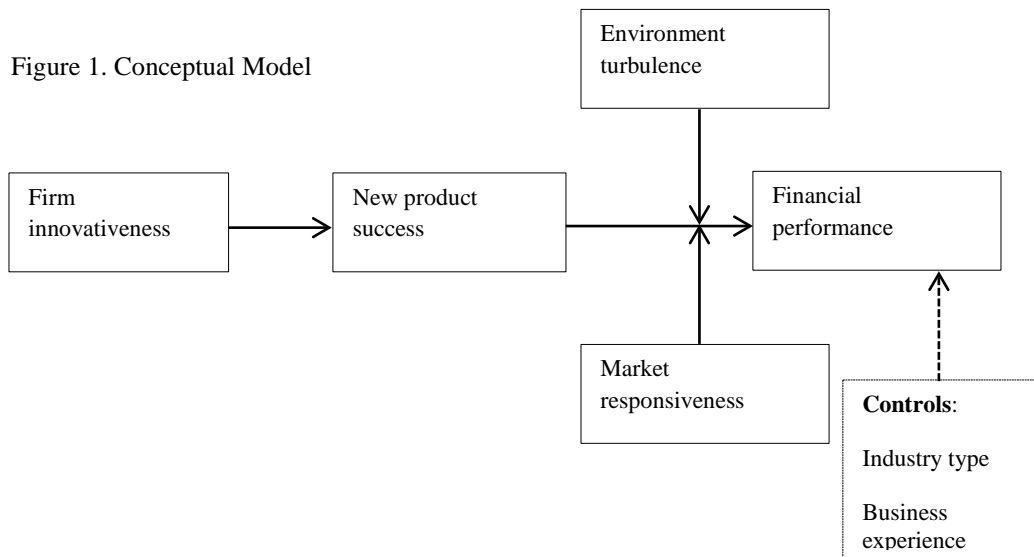 Environment
turbulence
Figure 1. Conceptual Model
Firm
innovativeness
New product
success
Financial
performance
Market
responsiveness
Controls:
Industry type
Business
experience